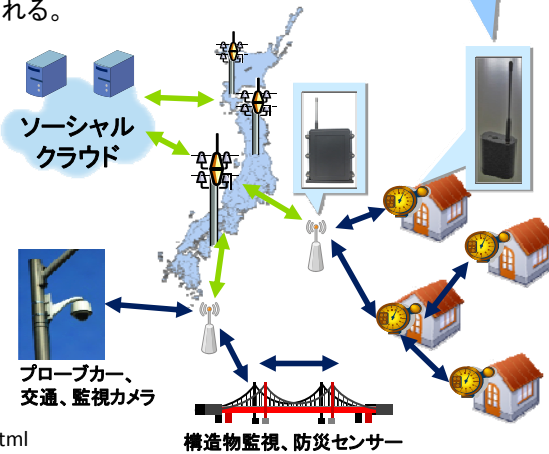 れる。
ソーシャル
クラウド
プローブカー、
交通、監視カメラ
構造物監視、防災センサー
tml